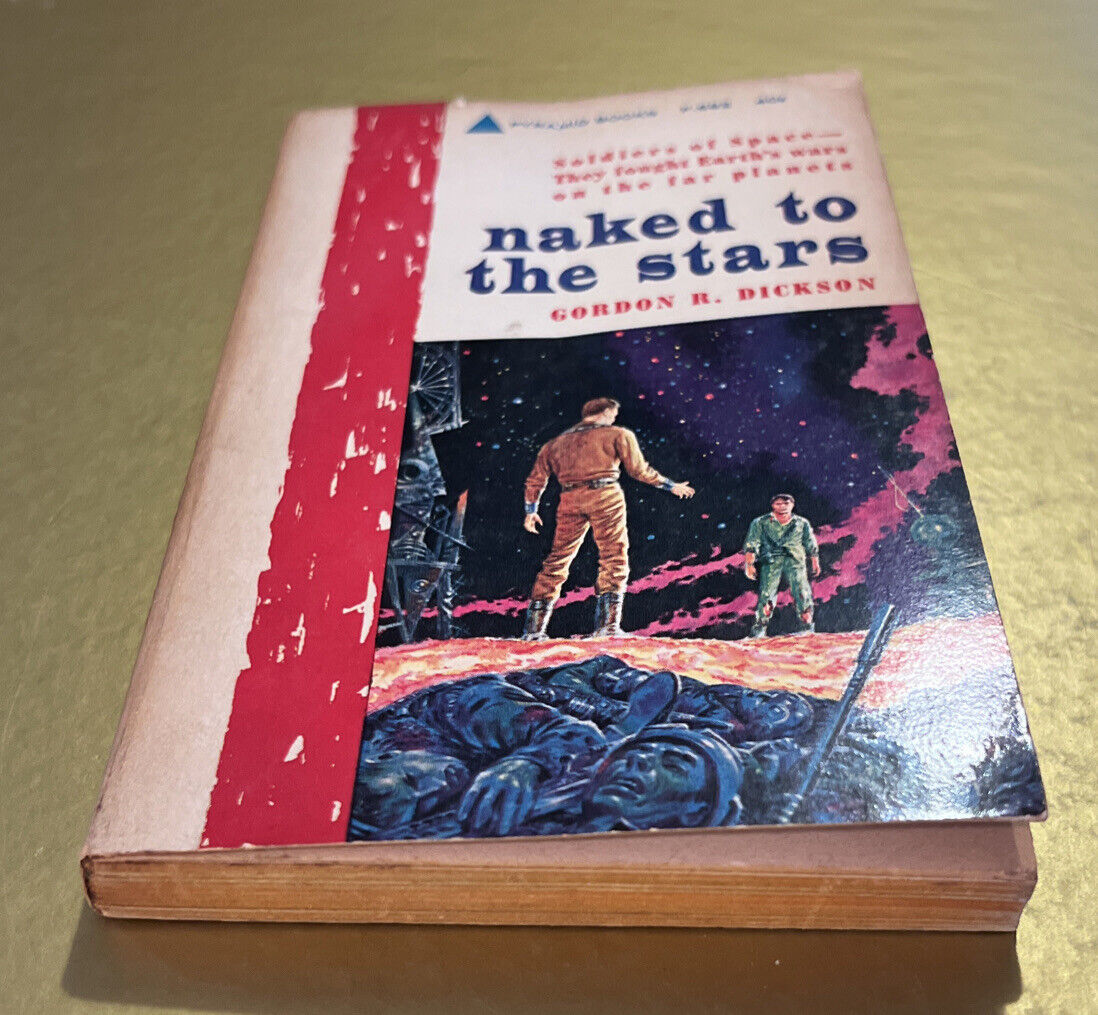 PYRAMID BOOKS
Soldiers of Space—
They fought Earth's wars
on the far planets
naked to
the stars
GORDON R. DICKSON